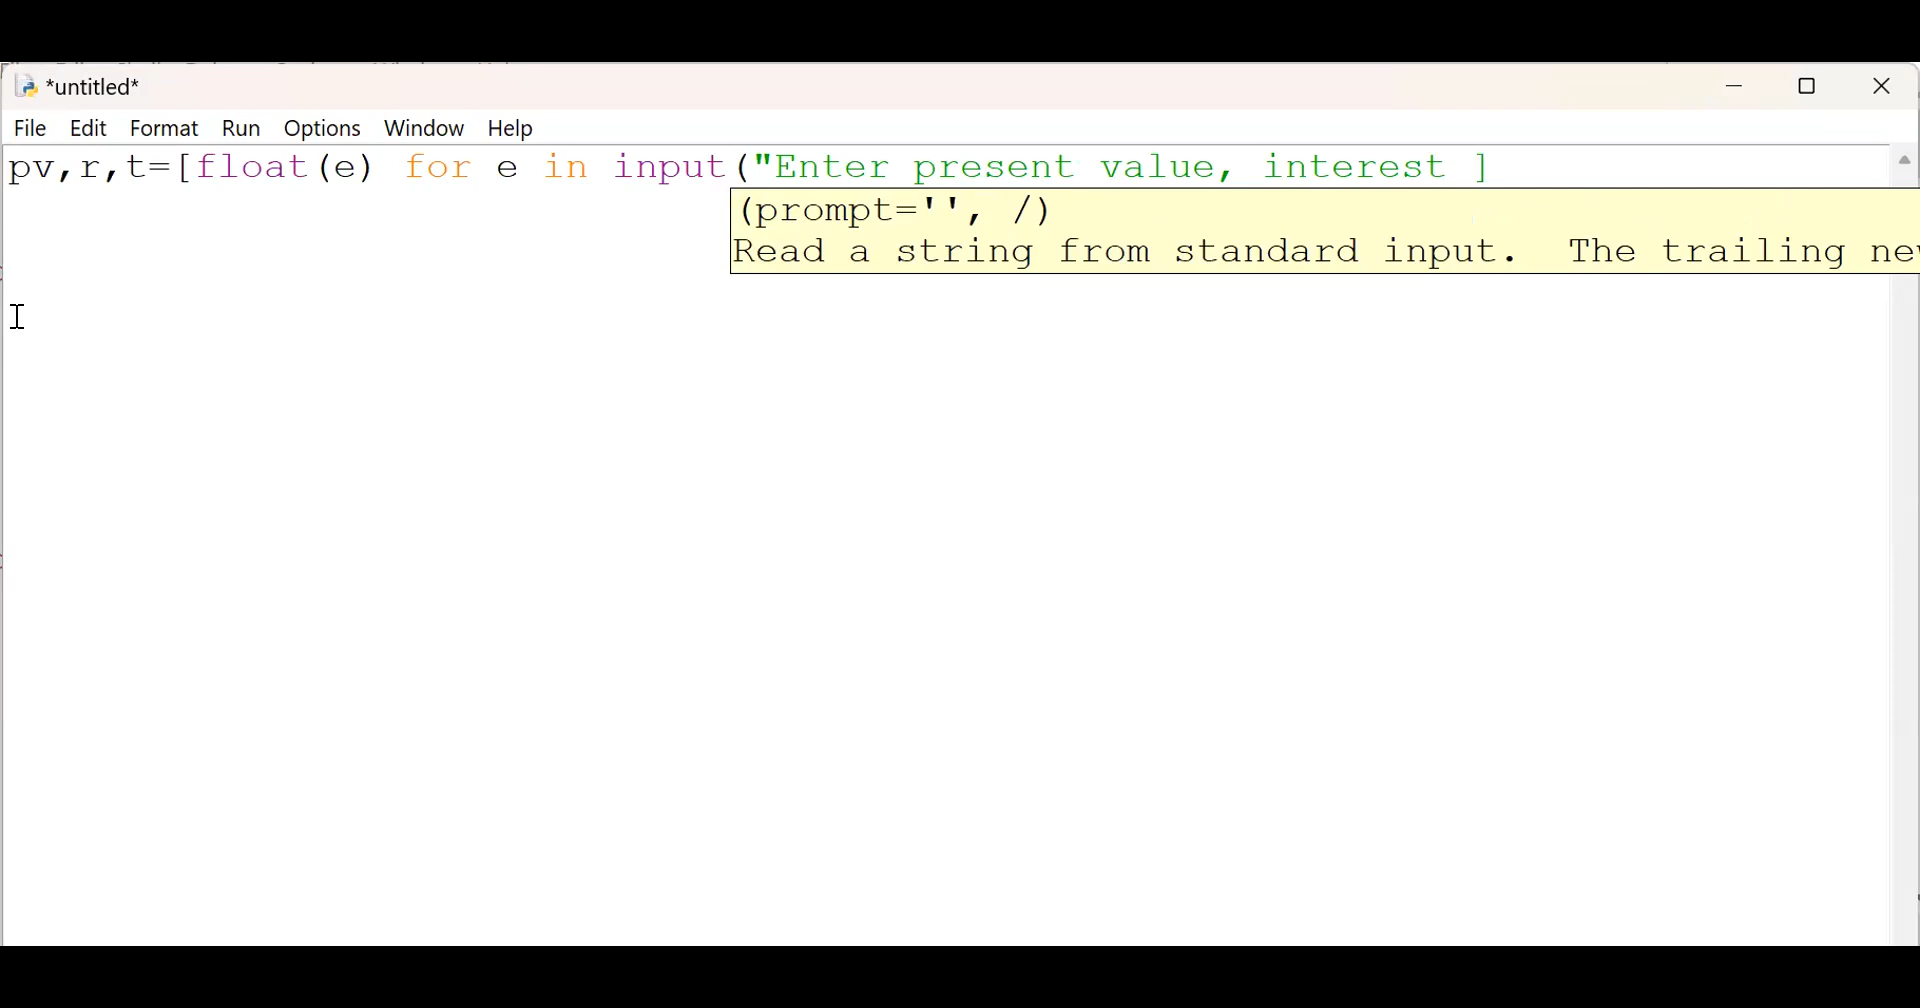 *untitled*
File Edit Format Run Options Window Help
pv,r,t=[float(e) for e in input("Enter present value, interest ]
(prompt='', /)
Read a string from standard input.  The trailing ne